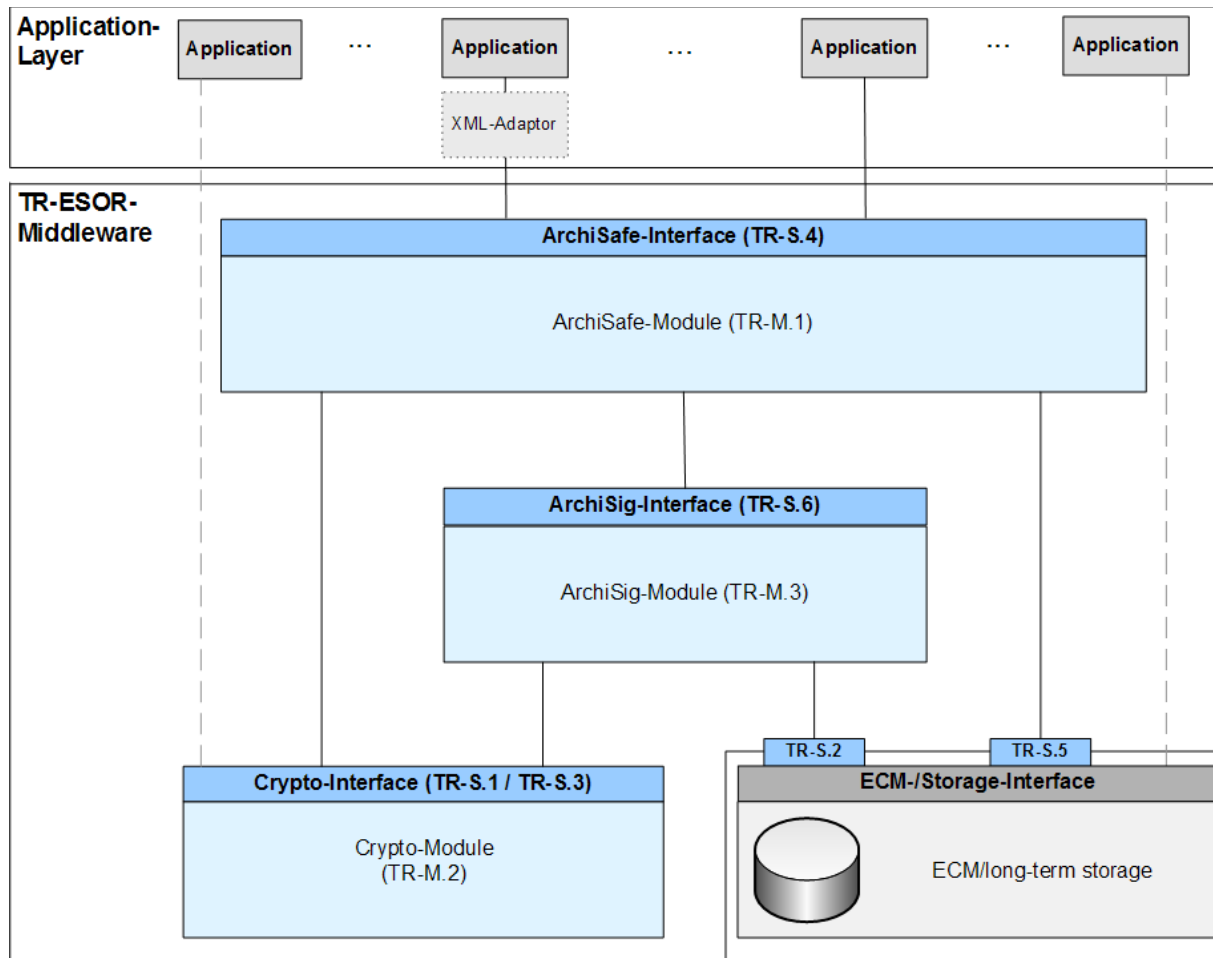 Application-
Layer
Application
...
Application
...
Application
...
Application
XML-Adaptor
TR-ESOR-
Middleware
ArchiSafe-Interface (TR-S.4)
ArchiSafe-Module (TR-M.1)
ArchiSig-Interface (TR-S.6)
ArchiSig-Module (TR-M.3)
TR-S.2
TR-S.5
Crypto-Interface (TR-S.1 / TR-S.3)
ECM-/Storage-Interface
Crypto-Module
(TR-M.2)
ECM/long-term storage